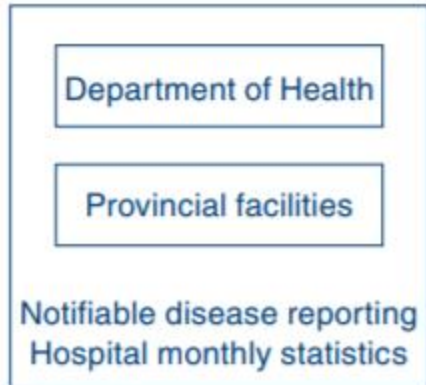 Department of Health
Provincial facilities
Notifiable disease reporting
Hospital monthly statistics